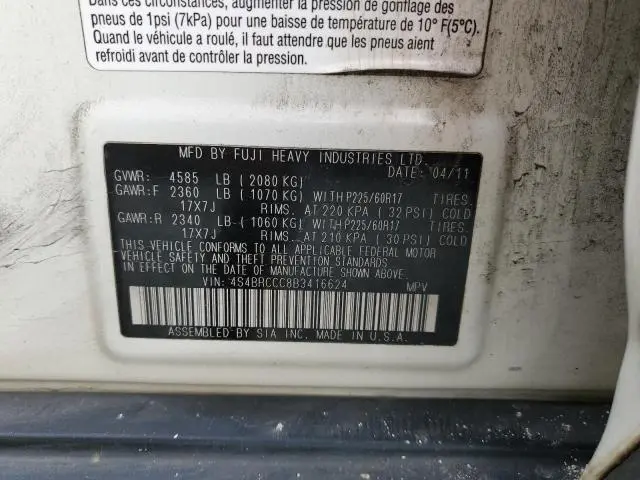 Dans ces circonstances, augmenter la pression de gonflage des
pneus de 1psi (7kPa) pour une baisse de température de 10° F(5°C).
Quand le véhicule a roulé, il faut attendre que les pneus aient
refroidi avant de contrôler la pression.
MFD BY FUJI HEAVY INDUSTRIES LTD.
DATE: 04/11
GVWR: 4585 LB (2080 KG)
GAWR:F 2360 LB (1070 KG) WITH P225/60R17 TIRES.
17X7J RIMS. AT 220 KPA (32 PSI) COLD
GAWR:R 2340 LB (1060 KG) WITH P225/60R17 TIRES.
17X7J RIMS. AT 210 KPA (30 PSI) COLD
THIS VEHICLE CONFORMS TO ALL APPLICABLE FEDERAL MOTOR
VEHICLE SAFETY AND THEFT PREVENTION STANDARDS
IN EFFECT ON THE DATE OF MANUFACTURE SHOWN ABOVE.
VIN: 4S4BRCCC8B3416624 MPV
ASSEMBLED BY SIA INC. MADE IN U.S.A.